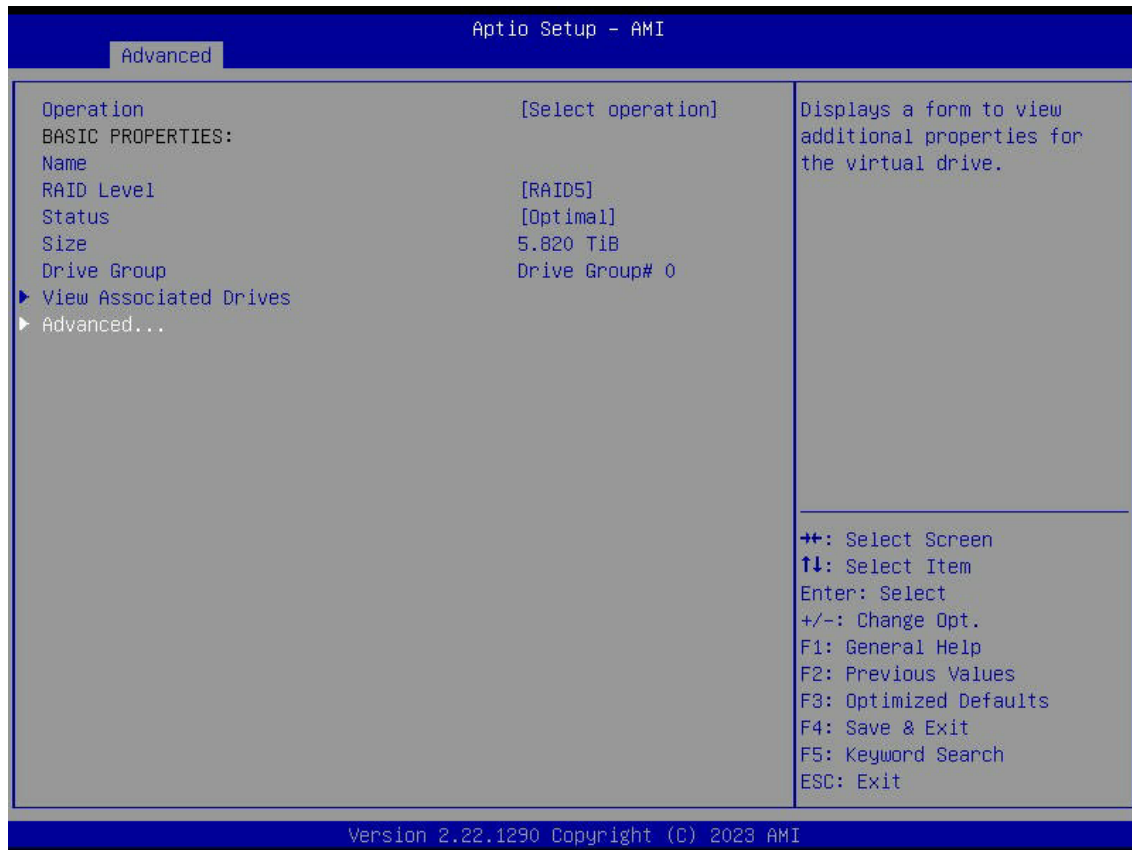 Aptio Setup – AMI
Advanced
Operation [Select operation]
BASIC PROPERTIES:
Name
RAID Level [RAID5]
Status [Optimal]
Size 5.820 TiB
Drive Group Drive Group# 0
View Associated Drives
Advanced...
Displays a form to view
additional properties for
the virtual drive.
→←: Select Screen
↑↓: Select Item
Enter: Select
+/-: Change Opt.
F1: General Help
F2: Previous Values
F3: Optimized Defaults
F4: Save & Exit
F5: Keyword Search
ESC: Exit
Version 2.22.1290 Copyright (C) 2023 AMI